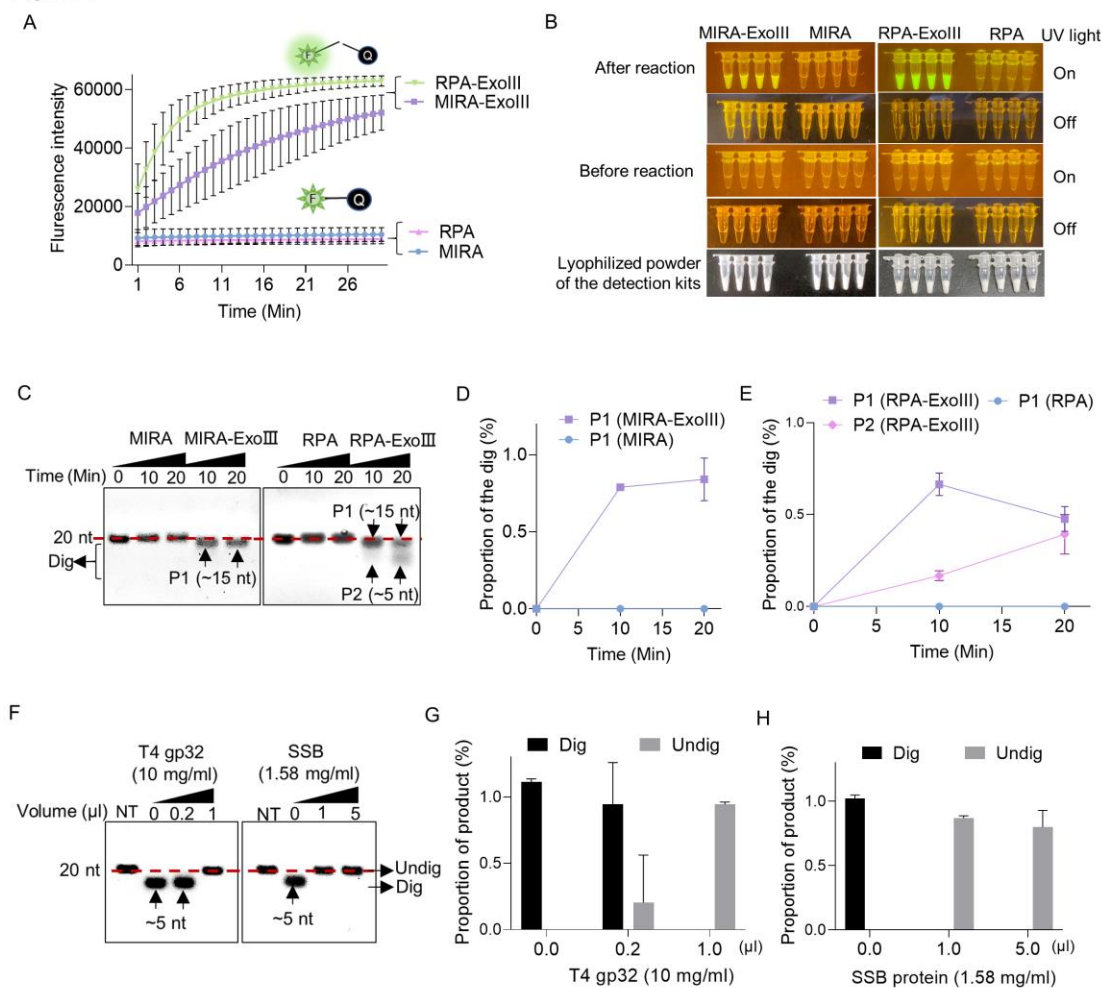 A
Flurescence intensity
60000
40000
20000
0
F
Q
RPA-ExoIII
MIRA-ExoIII
F
Q
RPA
MIRA
1 6 11 16 21 26
Time (Min)
B
MIRA-ExoIII MIRA RPA-ExoIII RPA UV light
After reaction
On
Off
Before reaction
On
Off
Lyophilized powder
of the detection kits
C
MIRA MIRA-ExoⅢ RPA RPA-ExoⅢ
Time (Min) 0 10 20 10 20 0 10 20 10 20
P1 (~15 nt)
20 nt
Dig
P1 (~15 nt)
P2 (~5 nt)
D
P1 (MIRA-ExoIII)
P1 (MIRA)
Proportion of the dig (%)
1.0
0.5
0.0
0 5 10 15 20
Time (Min)
E
P1 (RPA-ExoIII) P1 (RPA)
P2 (RPA-ExoIII)
Proportion of the dig (%)
1.0
0.5
0.0
0 5 10 15 20
Time (Min)
F
T4 gp32
(10 mg/ml)
SSB
(1.58 mg/ml)
Volume (µl) NT 0 0.2 1 NT 0 1 5
20 nt
Undig
Dig
~5 nt
~5 nt
G
Dig Undig
Proportion of product (%)
1.0
0.5
0.0
0.0 0.2 1.0 (µl)
T4 gp32 (10 mg/ml)
H
Dig Undig
Proportion of product (%)
1.0
0.5
0.0
0.0 1.0 5.0 (µl)
SSB protein (1.58 mg/ml)